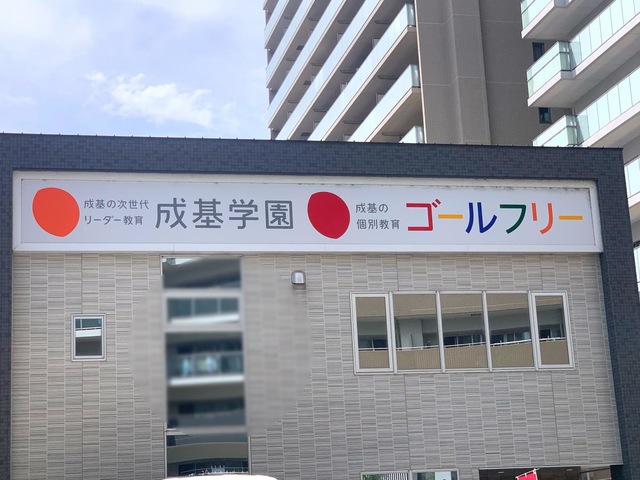 成基の次世代
リーダー教育
成基学園
成基の
個別教育
ゴールフリー